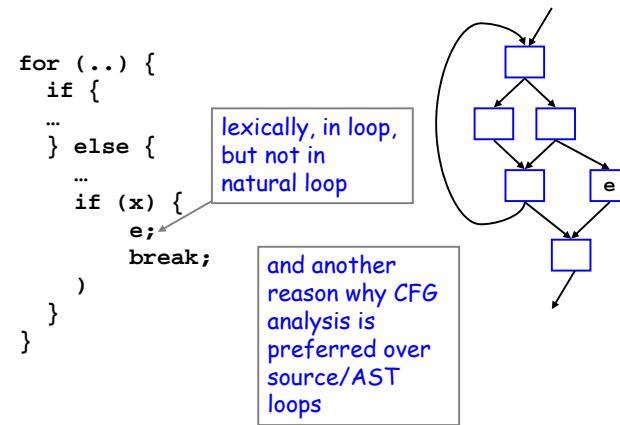 for (..) {
if {
…
} else {
…
if (x) {
e;
break;
)
}
}
lexically, in loop,
but not in
natural loop
and another
reason why CFG
analysis is
preferred over
source/AST
loops
e